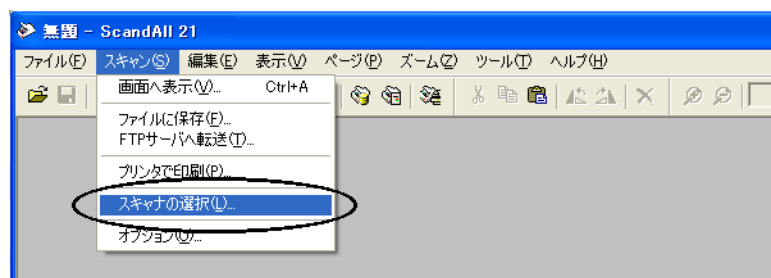 無題 - ScandAll 21
ファイル(F) スキャン(S) 編集(E) 表示(V) ページ(P) ズーム(Z) ツール(T) ヘルプ(H)
画面へ表示(V)... Ctrl+A
ファイルに保存(F)...
FTPサーバへ転送(T)...
プリンタで印刷(P)...
スキャナの選択(L)...
オプション(O)...